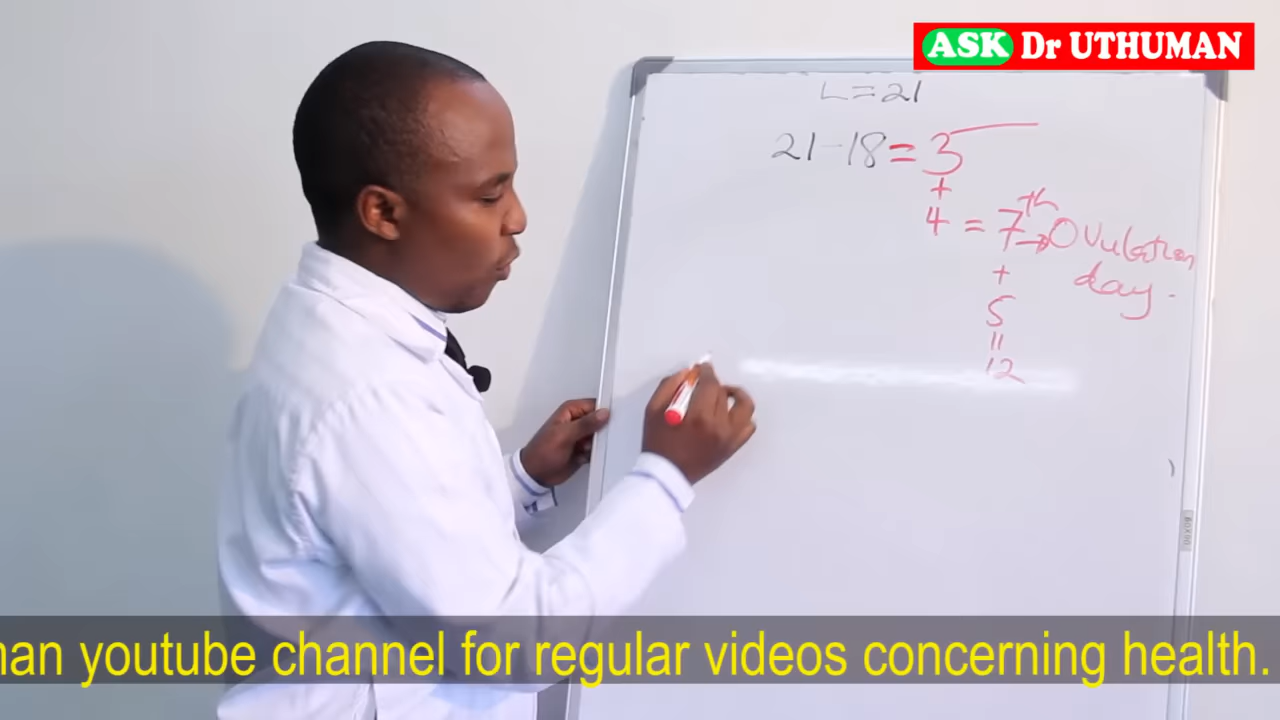 ASK Dr UTHUMAN
L=21
21-18=3
+
4 = 7th → Ovulation
day.
+
5
=
12
man youtube channel for regular videos concerning health.